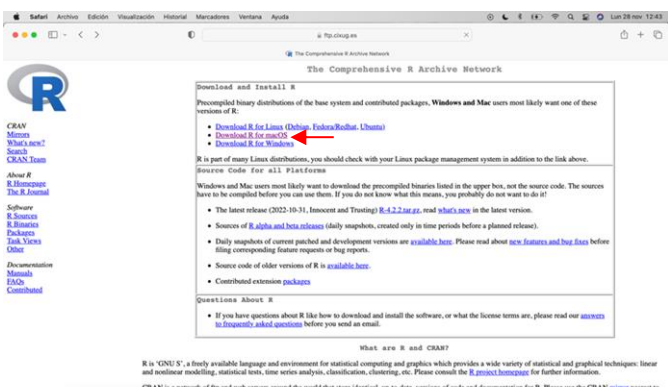 Safari Archivo Edición Visualización Historial Marcadores Ventana Ayuda
Lun 28 nov 12:43
ftp.cixug.es
The Comprehensive R Archive Network
The Comprehensive R Archive Network
R
CRAN
Mirrors
What's new?
Search
CRAN Team
About R
R Homepage
The R Journal
Software
R Sources
R Binaries
Packages
Task Views
Other
Documentation
Manuals
FAQs
Contributed
Download and Install R
Precompiled binary distributions of the base system and contributed packages, Windows and Mac users most likely want one of these
versions of R:
• Download R for Linux (Debian, Fedora/Redhat, Ubuntu)
• Download R for macOS
• Download R for Windows
R is part of many Linux distributions, you should check with your Linux package management system in addition to the link above.
Source Code for all Platforms
Windows and Mac users most likely want to download the precompiled binaries listed in the upper box, not the source code. The sources
have to be compiled before you can use them. If you do not know what this means, you probably do not want to do it!
• The latest release (2022-10-31, Innocent and Trusting) R-4.2.2.tar.gz, read what's new in the latest version.
• Sources of R alpha and beta releases (daily snapshots, created only in time periods before a planned release).
• Daily snapshots of current patched and development versions are available here. Please read about new features and bug fixes before
filing corresponding feature requests or bug reports.
• Source code of older versions of R is available here.
• Contributed extension packages
Questions About R
• If you have questions about R like how to download and install the software, or what the license terms are, please read our answers
to frequently asked questions before you send an email.
What are R and CRAN?
R is 'GNU S', a freely available language and environment for statistical computing and graphics which provides a wide variety of statistical and graphical techniques: linear
and nonlinear modelling, statistical tests, time series analysis, classification, clustering, etc. Please consult the R project homepage for further information.